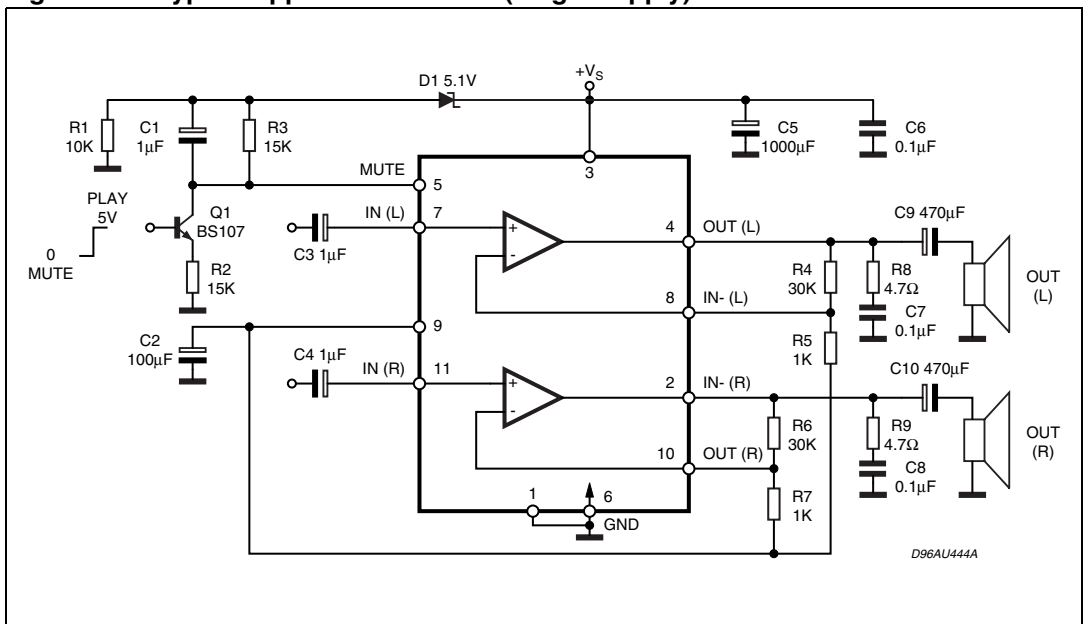 D1 5.1V
+VS
R1
10K
C1
1µF
R3
15K
C5
1000µF
C6
0.1µF
MUTE
5
3
PLAY
5V
0
MUTE
Q1
BS107
R2
15K
IN (L)
7
C3 1µF
+
-
4
OUT (L)
8
IN- (L)
C9 470µF
R4
30K
R8
4.7Ω
C7
0.1µF
OUT
(L)
R5
1K
C2
100µF
9
C4 1µF
IN (R)
11
+
-
2
IN- (R)
10
OUT (R)
C10 470µF
R6
30K
R9
4.7Ω
C8
0.1µF
OUT
(R)
R7
1K
1
6
GND
D96AU444A